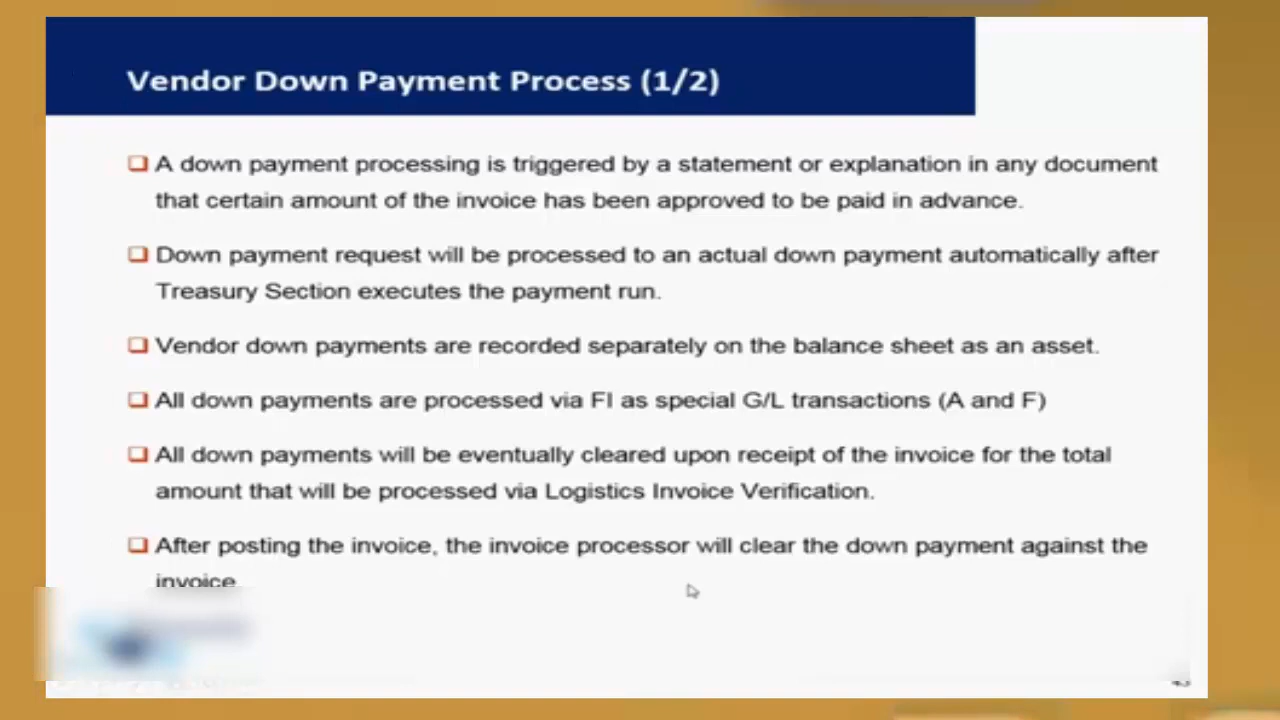 Vendor Down Payment Process (1/2)
A down payment processing is triggered by a statement or explanation in any document
that certain amount of the invoice has been approved to be paid in advance.
Down payment request will be processed to an actual down payment automatically after
Treasury Section executes the payment run.
Vendor down payments are recorded separately on the balance sheet as an asset.
All down payments are processed via FI as special G/L transactions (A and F)
All down payments will be eventually cleared upon receipt of the invoice for the total
amount that will be processed via Logistics Invoice Verification.
After posting the invoice, the invoice processor will clear the down payment against the
invoice.